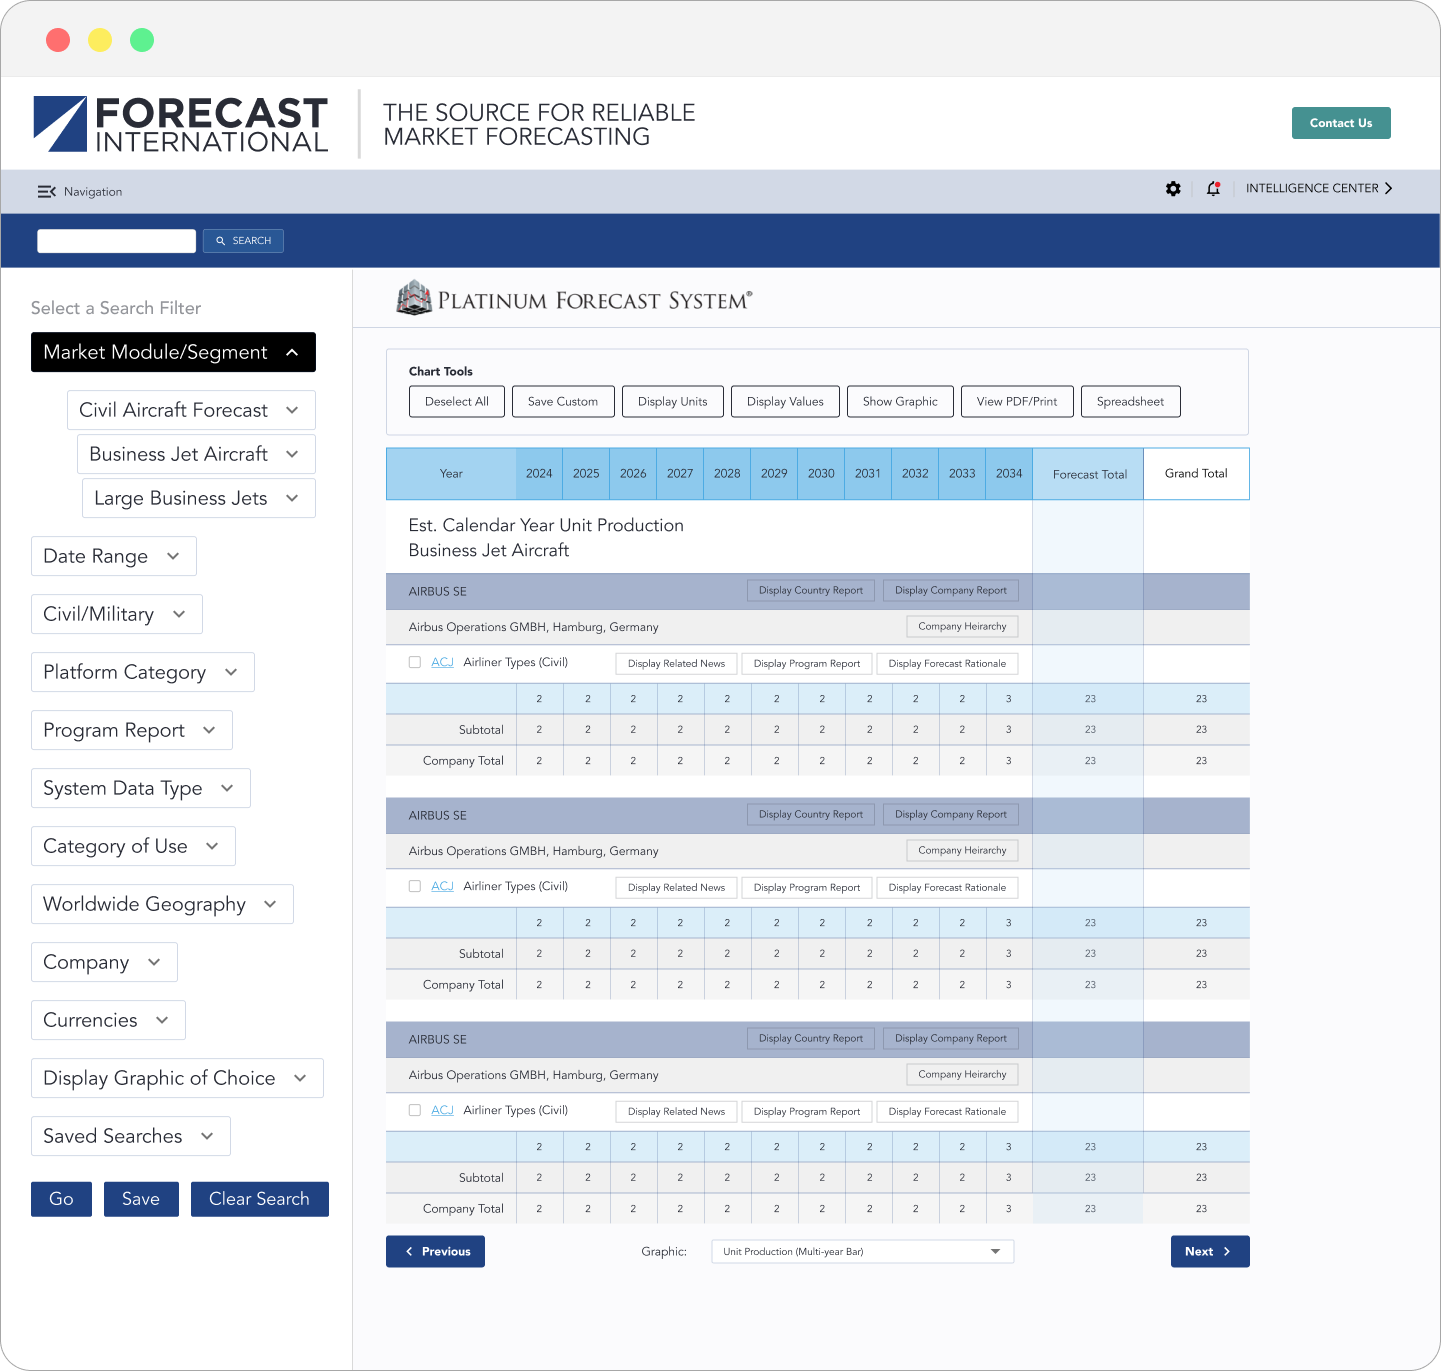 FORECAST
INTERNATIONAL
THE SOURCE FOR RELIABLE
MARKET FORECASTING
Contact Us
Navigation
INTELLIGENCE CENTER
SEARCH
Select a Search Filter
Market Module/Segment
Civil Aircraft Forecast
Business Jet Aircraft
Large Business Jets
Date Range
Civil/Military
Platform Category
Program Report
System Data Type
Category of Use
Worldwide Geography
Company
Currencies
Display Graphic of Choice
Saved Searches
Go Save Clear Search
PLATINUM FORECAST SYSTEM®
Chart Tools
Deselect All Save Custom Display Units Display Values Show Graphic View PDF/Print Spreadsheet
Year 2024 2025 2026 2027 2028 2029 2030 2031 2032 2033 2034 Forecast Total Grand Total
Est. Calendar Year Unit Production
Business Jet Aircraft
AIRBUS SE Display Country Report Display Company Report
Airbus Operations GMBH, Hamburg, Germany Company Heirarchy
ACJ Airliner Types (Civil) Display Related News Display Program Report Display Forecast Rationale
2 2 2 2 2 2 2 2 2 2 3 23 23
Subtotal 2 2 2 2 2 2 2 2 2 2 3 23 23
Company Total 2 2 2 2 2 2 2 2 2 2 3 23 23
AIRBUS SE Display Country Report Display Company Report
Airbus Operations GMBH, Hamburg, Germany Company Heirarchy
ACJ Airliner Types (Civil) Display Related News Display Program Report Display Forecast Rationale
2 2 2 2 2 2 2 2 2 2 3 23 23
Subtotal 2 2 2 2 2 2 2 2 2 2 3 23 23
Company Total 2 2 2 2 2 2 2 2 2 2 3 23 23
AIRBUS SE Display Country Report Display Company Report
Airbus Operations GMBH, Hamburg, Germany Company Heirarchy
ACJ Airliner Types (Civil) Display Related News Display Program Report Display Forecast Rationale
2 2 2 2 2 2 2 2 2 2 3 23 23
Subtotal 2 2 2 2 2 2 2 2 2 2 3 23 23
Company Total 2 2 2 2 2 2 2 2 2 2 3 23 23
Previous Graphic: Unit Production (Multi-year Bar) Next